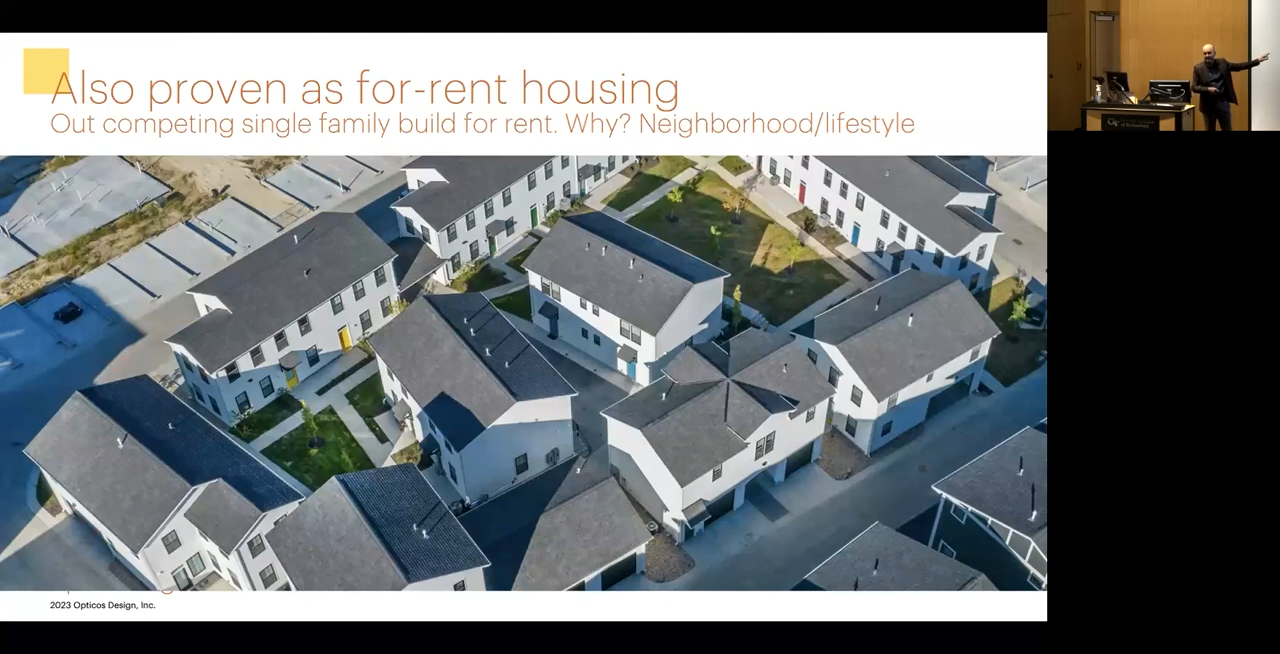 Also proven as for-rent housing
Out competing single family build for rent. Why? Neighborhood/lifestyle
2023 Opticos Design, Inc.